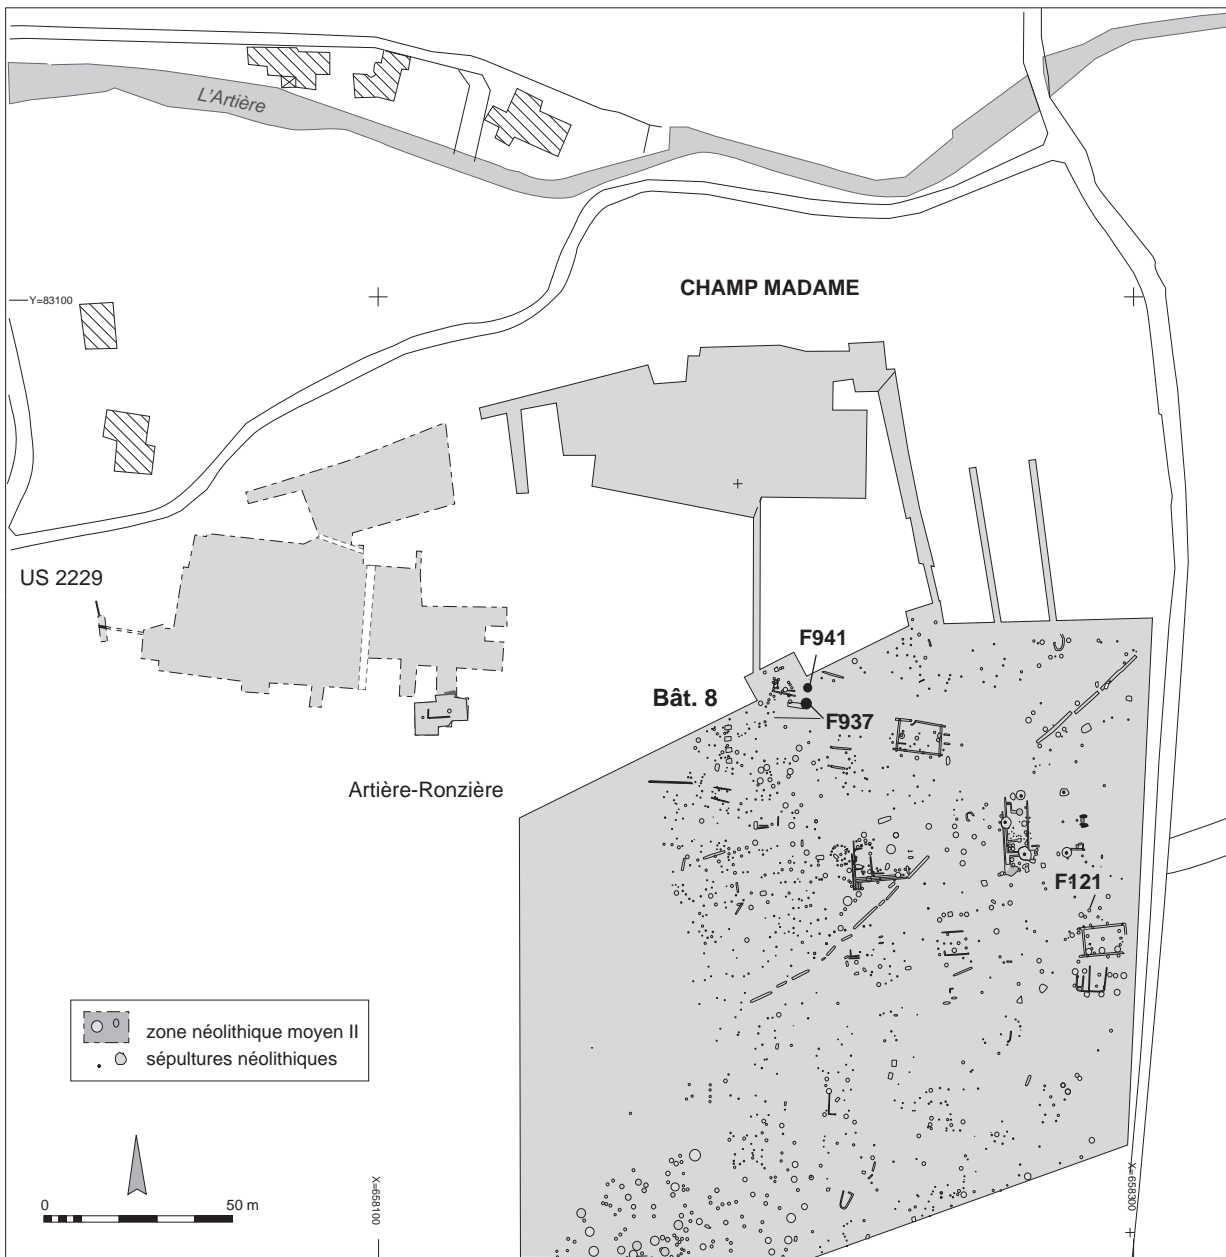 L'Artière
CHAMP MADAME
Y=83100
US 2229
F941
Bât. 8
F937
Artière-Ronzière
F121
zone néolithique moyen II
sépultures néolithiques
0 50 m
X=658100
X=658300